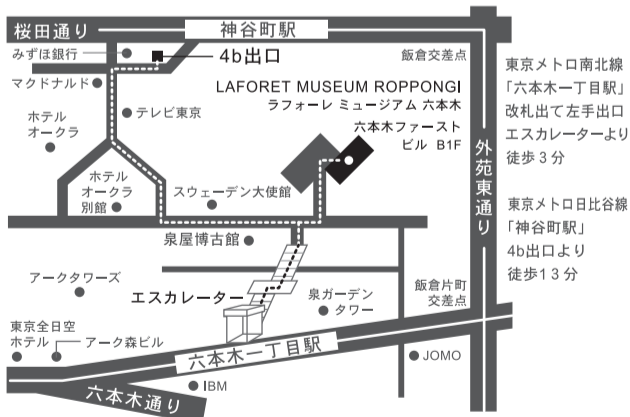 桜田通り
神谷町駅
みずほ銀行
4b出口
飯倉交差点
マクドナルド
LAFORET MUSEUM ROPPONGI
ラフォーレ ミュージアム 六本木
六本木ファースト
ビル B1F
ホテル
オークラ
テレビ東京
外苑東通り
ホテル
オークラ
別館
スウェーデン大使館
泉屋博古館
アークタワーズ
エスカレーター
泉ガーデン
タワー
飯倉片町
交差点
東京全日空
ホテル
アーク森ビル
六本木一丁目駅
JOMO
IBM
六本木通り
東京メトロ南北線
「六本木一丁目駅」
改札出て左手出口
エスカレーターより
徒歩3分
東京メトロ日比谷線
「神谷町駅」
4b出口より
徒歩13分